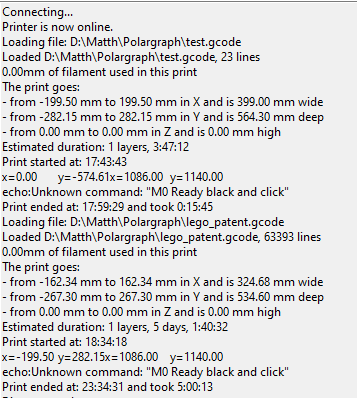 Connecting...
Printer is now online.
Loading file: D:\Matth\Polargraph\test.gcode
Loaded D:\Matth\Polargraph\test.gcode, 23 lines
0.00mm of filament used in this print
The print goes:
- from -199.50 mm to 199.50 mm in X and is 399.00 mm wide
- from -282.15 mm to 282.15 mm in Y and is 564.30 mm deep
- from 0.00 mm to 0.00 mm in Z and is 0.00 mm high
Estimated duration: 1 layers, 3:47:12
Print started at: 17:43:43
x=0.00 y=-574.61x=1086.00 y=1140.00
echo:Unknown command: "M0 Ready black and click"
Print ended at: 17:59:29 and took 0:15:45
Loading file: D:\Matth\Polargraph\lego_patent.gcode
Loaded D:\Matth\Polargraph\lego_patent.gcode, 63393 lines
0.00mm of filament used in this print
The print goes:
- from -162.34 mm to 162.34 mm in X and is 324.68 mm wide
- from -267.30 mm to 267.30 mm in Y and is 534.60 mm deep
- from 0.00 mm to 0.00 mm in Z and is 0.00 mm high
Estimated duration: 1 layers, 5 days, 1:40:32
Print started at: 18:34:18
x=-199.50 y=282.15x=1086.00 y=1140.00
echo:Unknown command: "M0 Ready black and click"
Print ended at: 23:34:31 and took 5:00:13